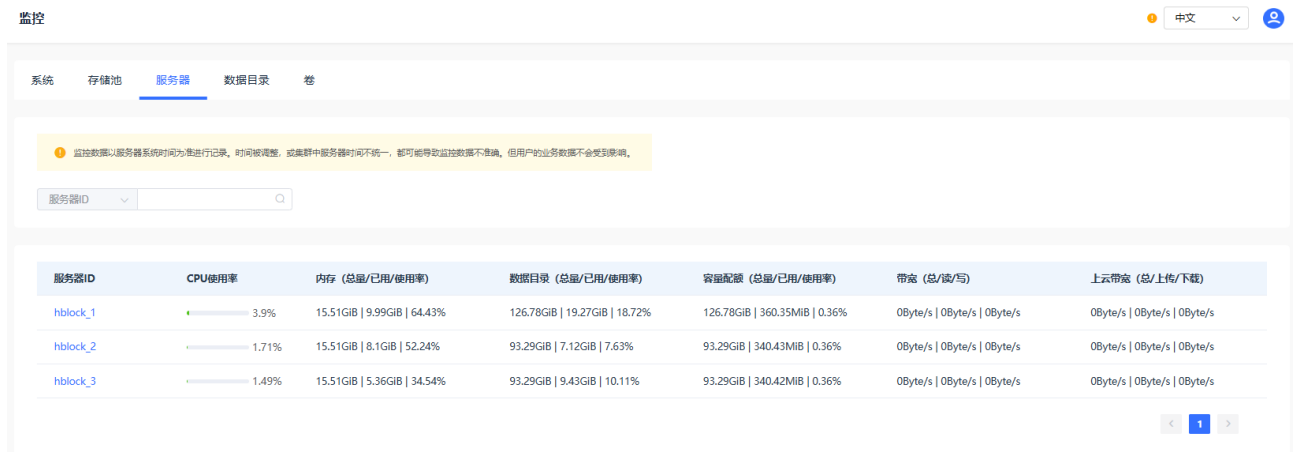 监控
中文
系统 存储池 服务器 数据目录 卷
监控数据以服务器系统时间为准进行记录。时间被调整，或集群中服务器时间不统一，都可能导致监控数据不准确。但用户的业务数据不会受到影响。
服务器ID
服务器ID CPU使用率 内存（总量/已用/使用率） 数据目录（总量/已用/使用率） 容量配额（总量/已用/使用率） 带宽（总/读/写） 上云带宽（总/上传/下载）
hblock_1 3.9% 15.51GiB | 9.99GiB | 64.43% 126.78GiB | 19.27GiB | 18.72% 126.78GiB | 360.35MiB | 0.36% 0Byte/s | 0Byte/s | 0Byte/s 0Byte/s | 0Byte/s | 0Byte/s
hblock_2 1.71% 15.51GiB | 8.1GiB | 52.24% 93.29GiB | 7.12GiB | 7.63% 93.29GiB | 340.43MiB | 0.36% 0Byte/s | 0Byte/s | 0Byte/s 0Byte/s | 0Byte/s | 0Byte/s
hblock_3 1.49% 15.51GiB | 5.36GiB | 34.54% 93.29GiB | 9.43GiB | 10.11% 93.29GiB | 340.42MiB | 0.36% 0Byte/s | 0Byte/s | 0Byte/s 0Byte/s | 0Byte/s | 0Byte/s
1